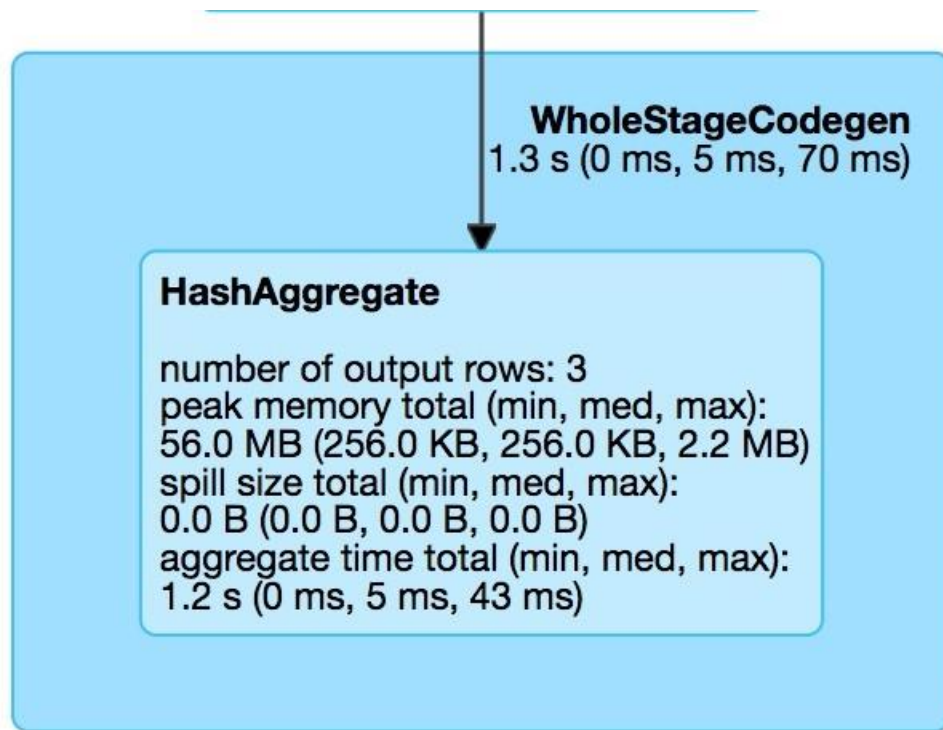 WholeStageCodegen
1.3 s (0 ms, 5 ms, 70 ms)
HashAggregate
number of output rows: 3
peak memory total (min, med, max):
56.0 MB (256.0 KB, 256.0 KB, 2.2 MB)
spill size total (min, med, max):
0.0 B (0.0 B, 0.0 B, 0.0 B)
aggregate time total (min, med, max):
1.2 s (0 ms, 5 ms, 43 ms)